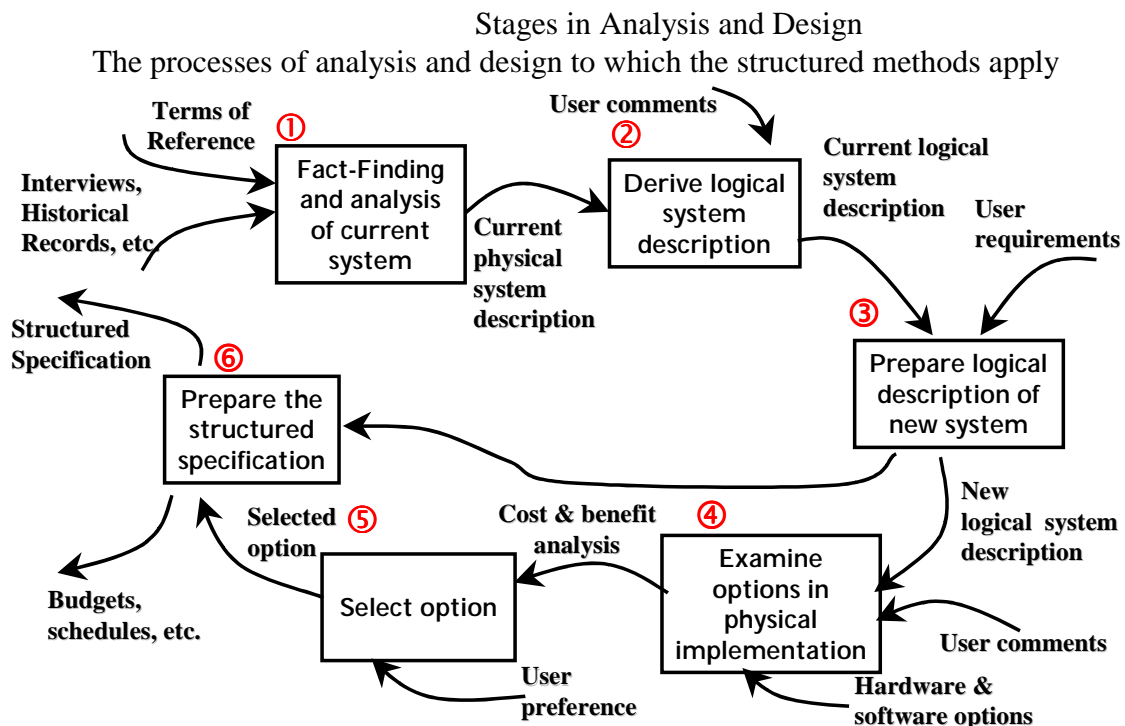 Stages in Analysis and Design
The processes of analysis and design to which the structured methods apply
Terms of
Reference
Interviews,
Historical
Records, etc.
①
Fact-Finding
and analysis
of current
system
Current
physical
system
description
User comments
②
Derive logical
system
description
Current logical
system
description
User
requirements
③
Prepare logical
description of
new system
New
logical system
description
④
Examine
options in
physical
implementation
User comments
Hardware &
software options
Cost & benefit
analysis
⑤
Select option
User
preference
Selected
option
⑥
Prepare the
structured
specification
Structured
Specification
Budgets,
schedules, etc.